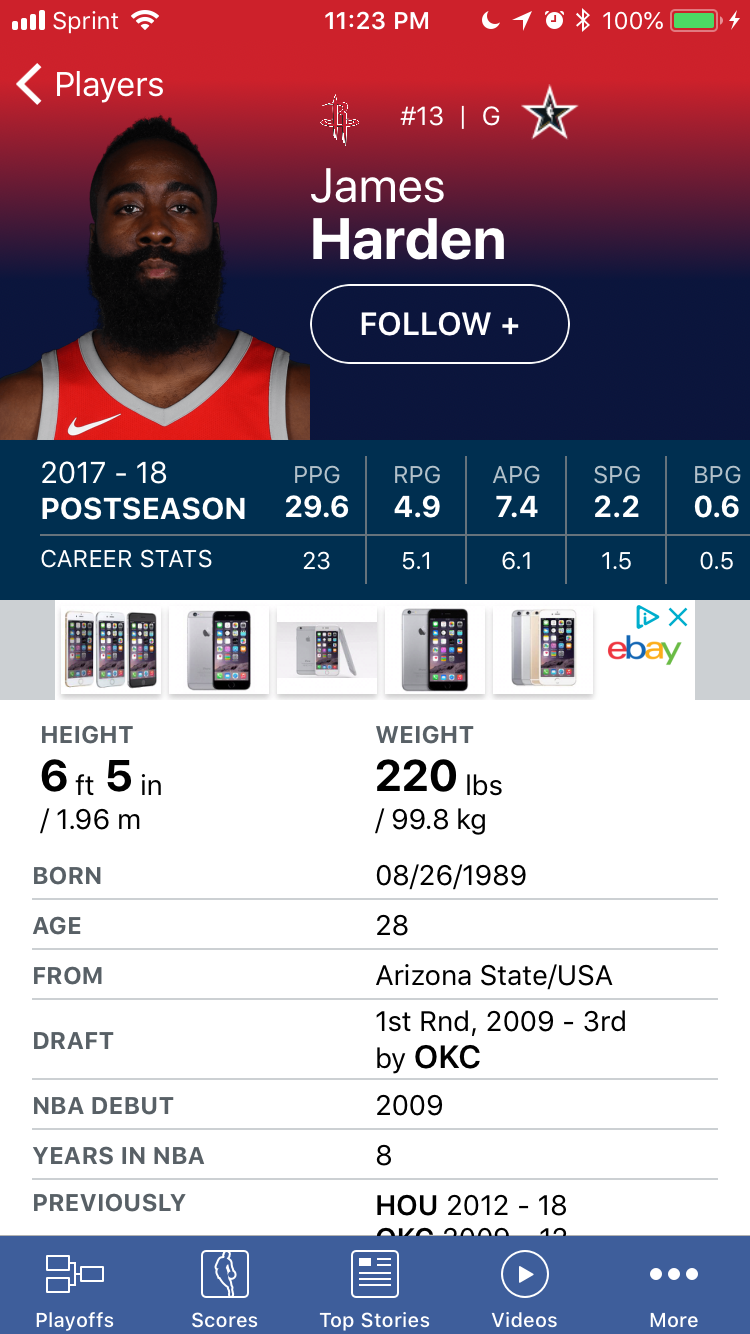 Sprint 11:23 PM 100%
Players
#13 | G
James
Harden
FOLLOW +
2017 - 18 PPG RPG APG SPG BPG
POSTSEASON 29.6 4.9 7.4 2.2 0.6
CAREER STATS 23 5.1 6.1 1.5 0.5
ebay
HEIGHT WEIGHT
6 ft 5 in 220 lbs
/ 1.96 m / 99.8 kg
BORN 08/26/1989
AGE 28
FROM Arizona State/USA
DRAFT 1st Rnd, 2009 - 3rd
by OKC
NBA DEBUT 2009
YEARS IN NBA 8
PREVIOUSLY HOU 2012 - 18
OKC 2009 - 12
Playoffs Scores Top Stories Videos More